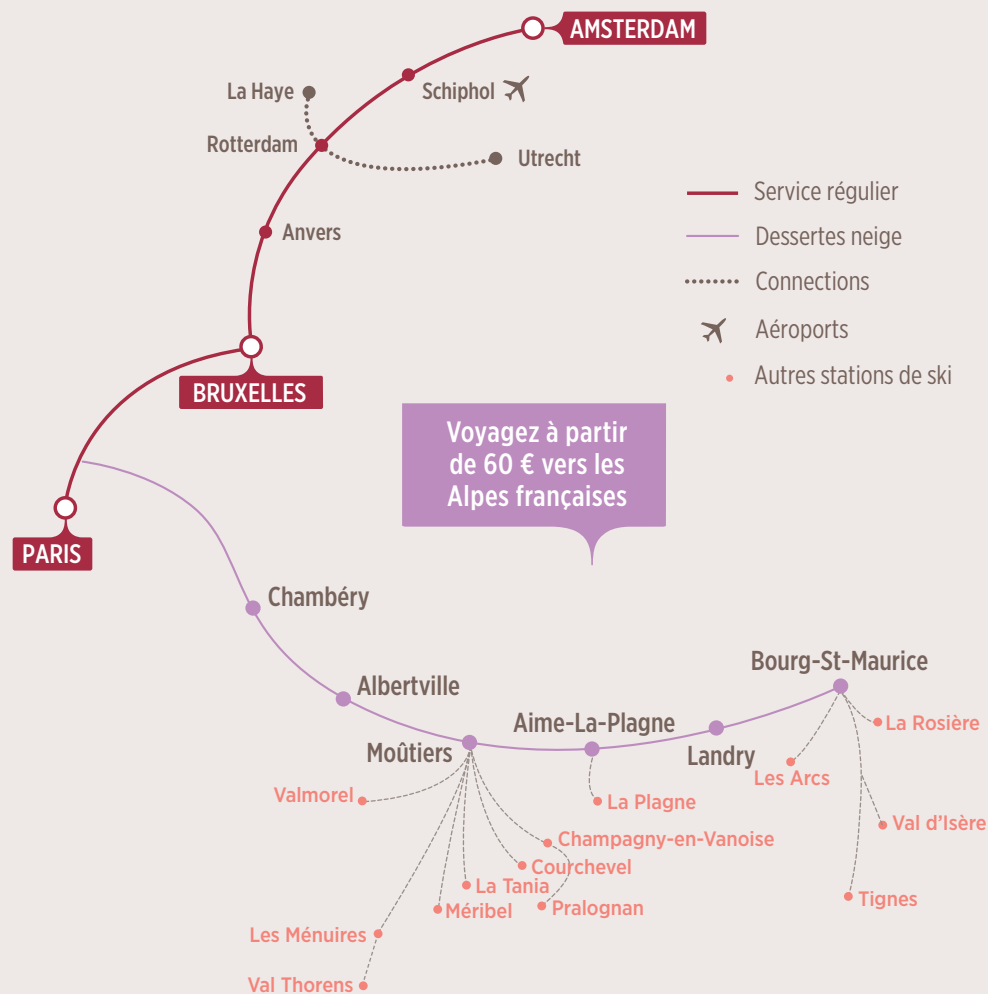 AMSTERDAM
Schiphol
La Haye
Rotterdam
Utrecht
Anvers
BRUXELLES
PARIS
Service régulier
Dessertes neige
Connections
Aéroports
Autres stations de ski
Voyagez à partir
de 60 € vers les
Alpes françaises
Chambéry
Albertville
Moûtiers
Aime-La-Plagne
Landry
Bourg-St-Maurice
La Rosière
Les Arcs
Val d'Isère
Tignes
La Plagne
Valmorel
Champagny-en-Vanoise
Courchevel
La Tania
Pralognan
Méribel
Les Ménuires
Val Thorens